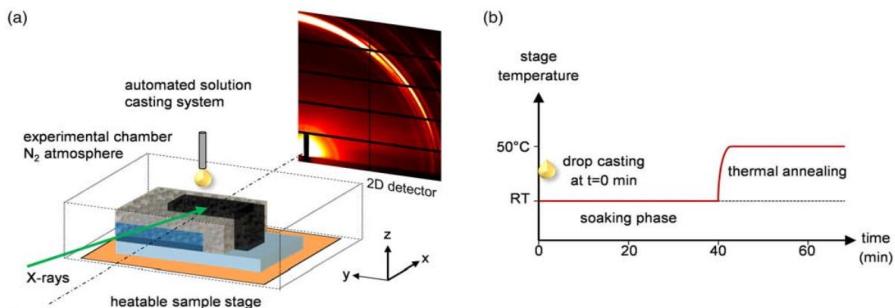 (a)
automated solution
casting system
experimental chamber
N₂ atmosphere
2D detector
X-rays
heatable sample stage
z
y
x
(b)
stage
temperature
50°C
drop casting
at t=0 min
thermal annealing
RT
soaking phase
time
(min)
0
20
40
60